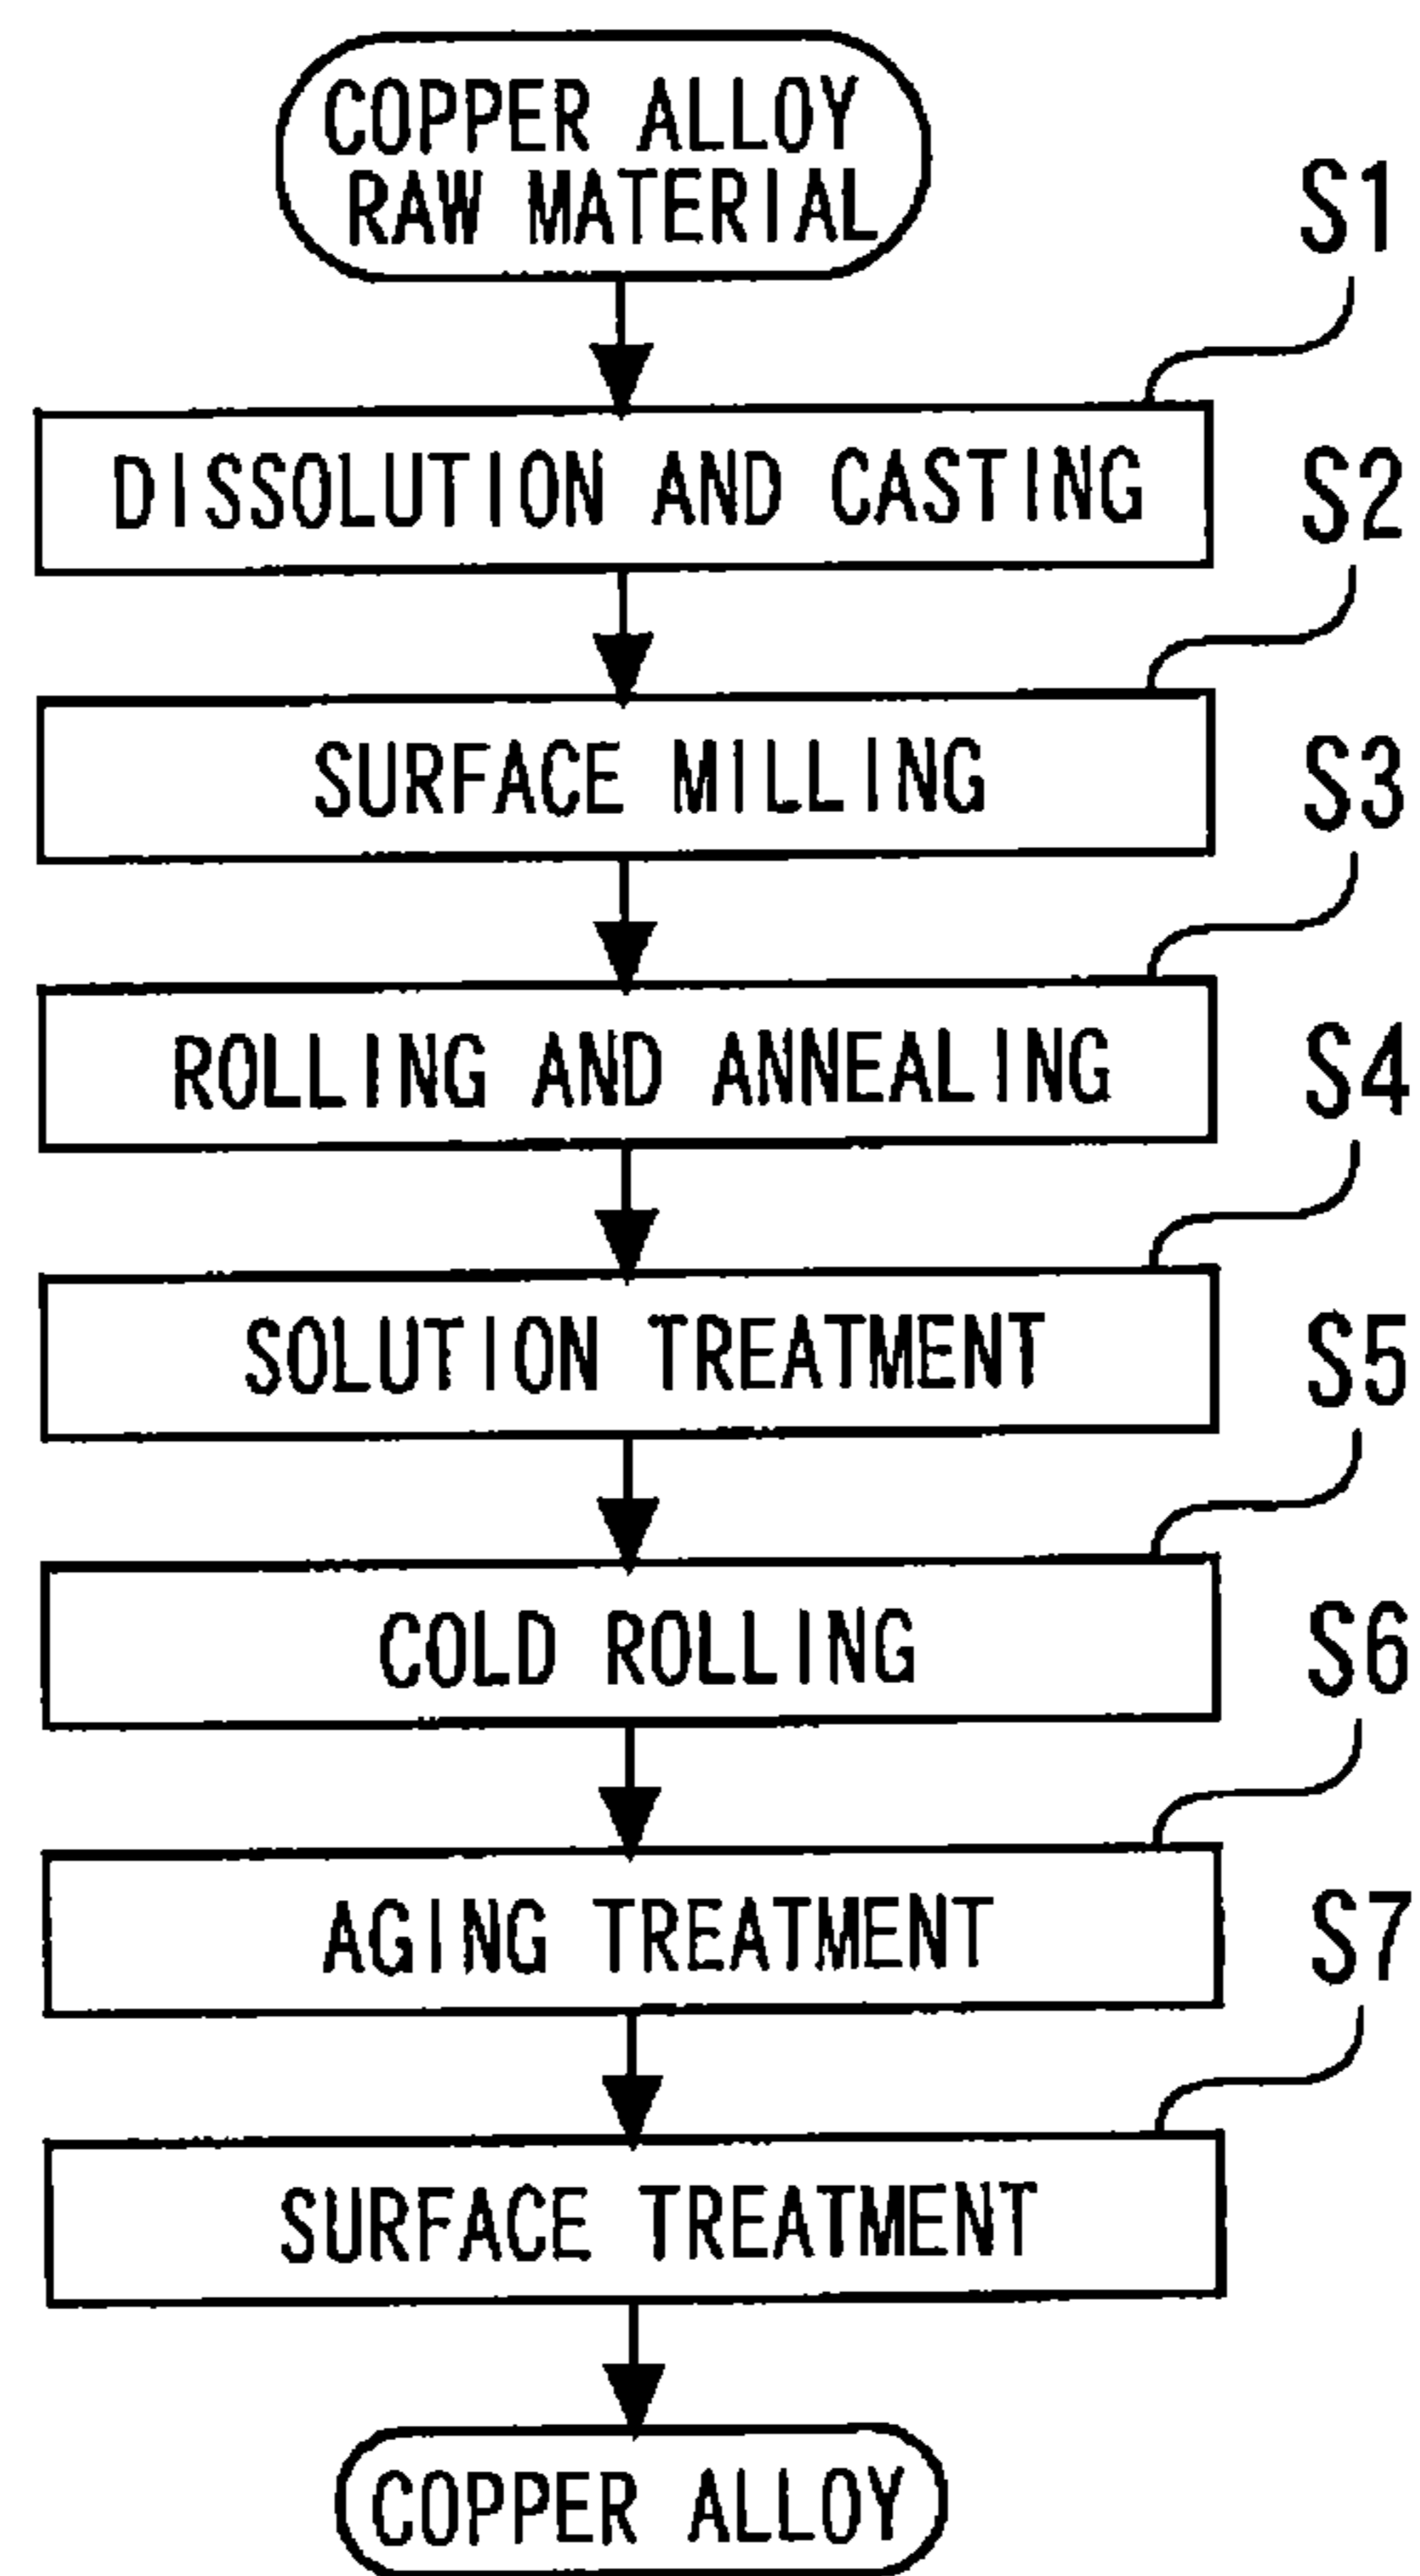 COPPER ALLOY
RAW MATERIAL
S1
DISSOLUTION AND CASTING
S2
SURFACE MILLING
S3
ROLLING AND ANNEALING
S4
SOLUTION TREATMENT
S5
COLD ROLLING
S6
AGING TREATMENT
S7
SURFACE TREATMENT
COPPER ALLOY